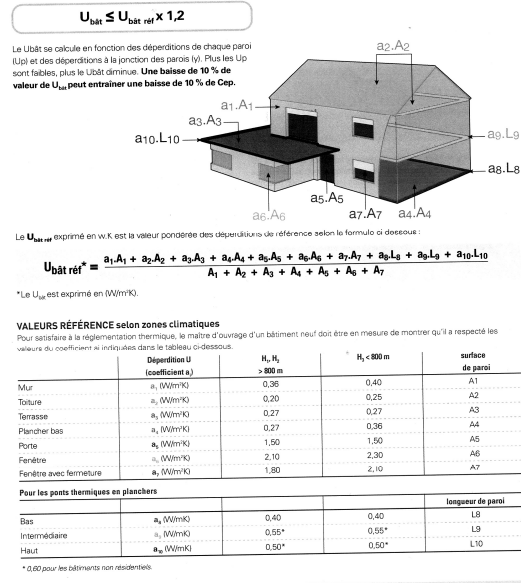 Ubât ≤ Ubât réf x 1,2
Le Ubât se calcule en fonction des déperditions de chaque paroi
(Up) et des déperditions à la jonction des parois (y). Plus les Up
sont faibles, plus le Ubât diminue. Une baisse de 10 % de
valeur de Ubât peut entraîner une baisse de 10 % de Cep.
a2.A2
a1.A1
a3.A3
a10.L10
a9.L9
a8.L8
a5.A5
a6.A6
a7.A7
a4.A4
Le Ubât réf exprimé en w.K est la valeur pondérée des déperditions de référence selon la formule ci dessous :
Ubât réf* = a1.A1 + a2.A2 + a3.A3 + a4.A4 + a5.A5 + a6.A6 + a7.A7 + a8.L8 + a9.L9 + a10.L10
A1 + A2 + A3 + A4 + A5 + A6 + A7
*Le Ubât est exprimé en (W/m²K).
VALEURS RÉFÉRENCE selon zones climatiques
Pour satisfaire à la réglementation thermique, le maître d'ouvrage d'un bâtiment neuf doit être en mesure de montrer qu'il a respecté les
valeurs du coefficient ai indiquées dans le tableau ci-dessous.
Déperdition U H1, H2 H3 < 800 m surface
(coefficient ai) > 800 m de paroi
Mur a1 (W/m²K) 0,36 0,40 A1
Toiture a2 (W/m²K) 0,20 0,25 A2
Terrasse a3 (W/m²K) 0,27 0,27 A3
Plancher bas a4 (W/m²K) 0,27 0,36 A4
Porte a5 (W/m²K) 1,50 1,50 A5
Fenêtre a6 (W/m²K) 2,10 2,30 A6
Fenêtre avec fermeture a7 (W/m²K) 1,80 2,10 A7
Pour les ponts thermiques en planchers
longueur de paroi
Bas a8 (W/mK) 0,40 0,40 L8
Intermédiaire a9 (W/mK) 0,55* 0,55* L9
Haut a10 (W/mK) 0,50* 0,50* L10
* 0,60 pour les bâtiments non résidentiels.